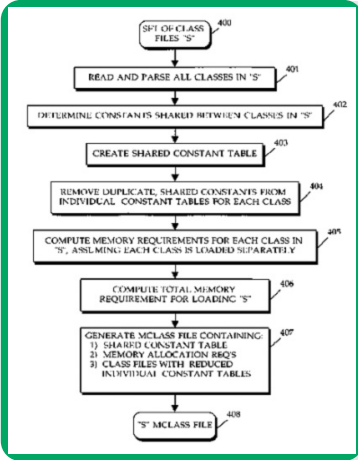 400
SET OF CLASS
FILES "S"
401
READ AND PARSE ALL CLASSES IN "S"
402
DETERMINE CONSTANTS SHARED BETWEEN CLASSES IN "S"
403
CREATE SHARED CONSTANT TABLE
404
REMOVE DUPLICATE, SHARED CONSTANTS FROM
INDIVIDUAL CONSTANT TABLES FOR EACH CLASS
405
COMPUTE MEMORY REQUIREMENTS FOR EACH CLASS IN
"S", ASSUMING EACH CLASS IS LOADED SEPARATELY
406
COMPUTE TOTAL MEMORY
REQUIREMENT FOR LOADING "S"
407
GENERATE MCLASS FILE CONTAINING:
1) SHARED CONSTANT TABLE
2) MEMORY ALLOCATION REQ'S
3) CLASS FILES WITH REDUCED
INDIVIDUAL CONSTANT TABLES
408
"S" MCLASS FILE